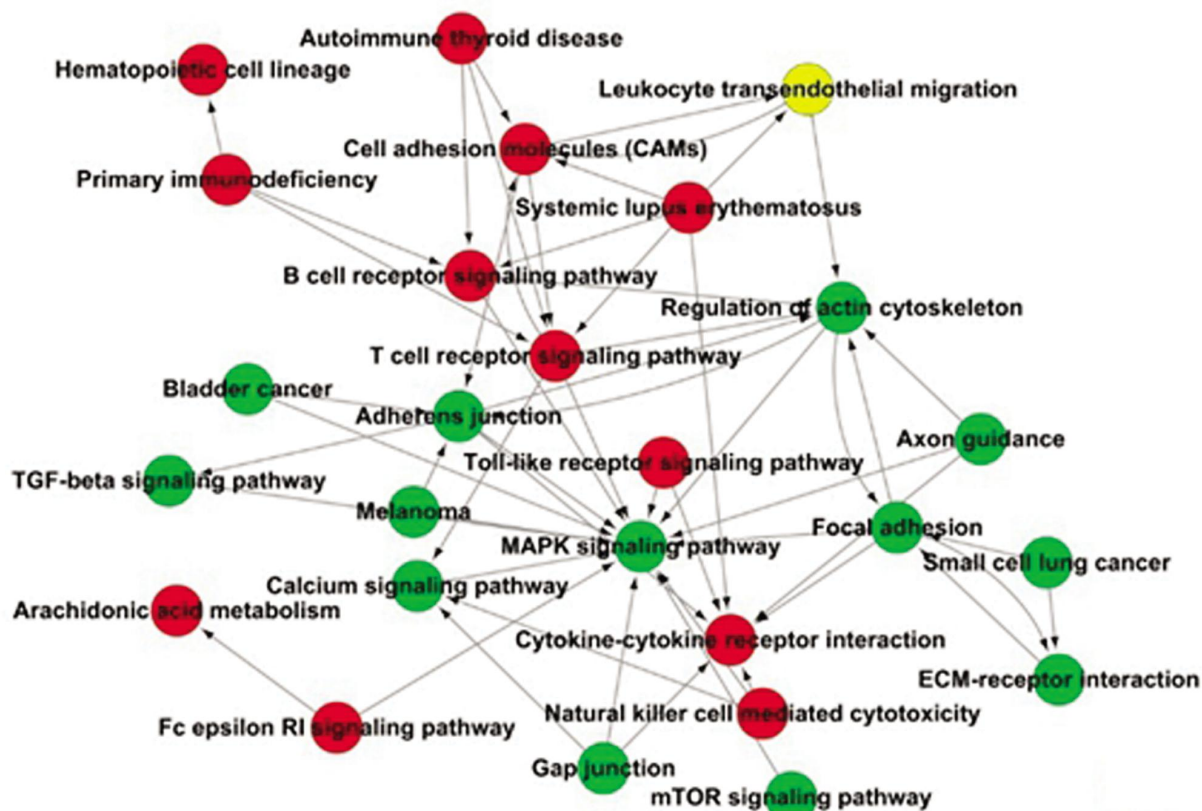 Autoimmune thyroid disease
Hematopoietic cell lineage
Leukocyte transendothelial migration
Cell adhesion molecules (CAMs)
Primary immunodeficiency
Systemic lupus erythematosus
B cell receptor signaling pathway
Regulation of actin cytoskeleton
T cell receptor signaling pathway
Bladder cancer
Adherens junction
Axon guidance
Toll-like receptor signaling pathway
TGF-beta signaling pathway
Melanoma
Focal adhesion
MAPK signaling pathway
Small cell lung cancer
Calcium signaling pathway
Arachidonic acid metabolism
Cytokine-cytokine receptor interaction
ECM-receptor interaction
Natural killer cell mediated cytotoxicity
Fc epsilon RI signaling pathway
Gap junction
mTOR signaling pathway